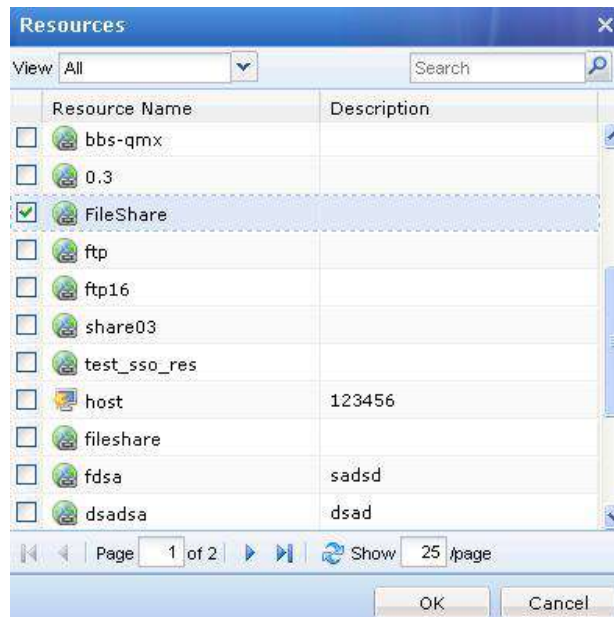 Resources
View All Search
Resource Name Description
bbs-qmx
0.3
FileShare
ftp
ftp16
share03
test_sso_res
host 123456
fileshare
fdsa sadsd
dsadsa dsad
Page 1 of 2 Show 25 /page
OK Cancel